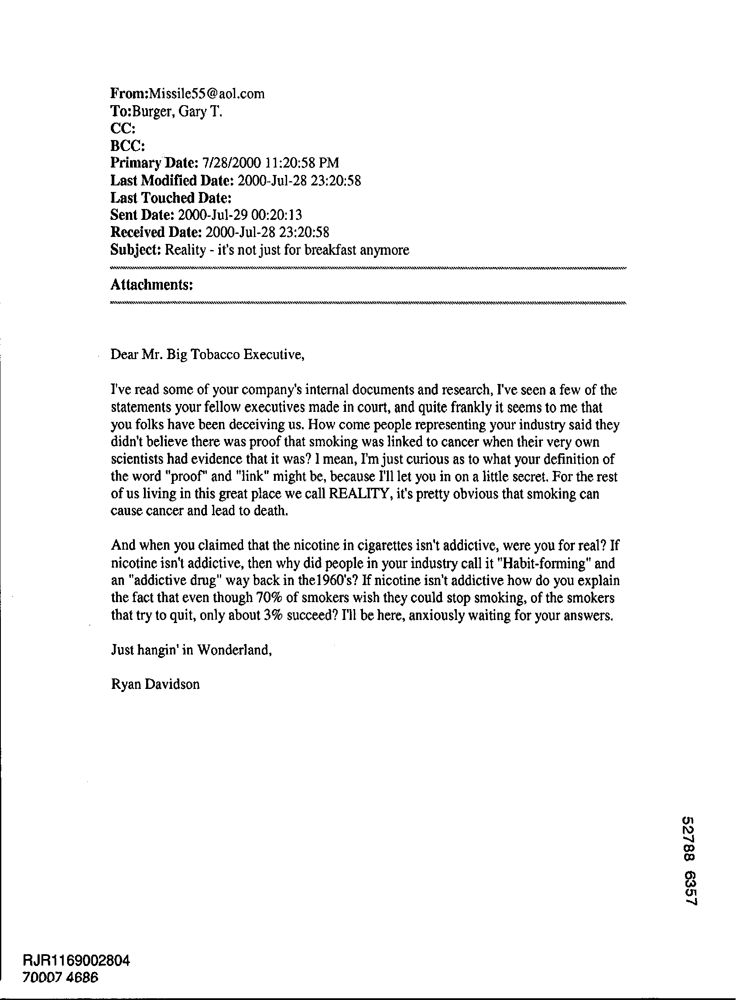 From:Missile55@aol.com
To:Burger, Gary T.
CC:
BCC:
Primary Date: 7/28/2000 11:20:58 PM
Last Modified Date: 2000-Jul-28 23:20:58
Last Touched Date:
Sent Date: 2000-Jul-29 00:20:13
Received Date: 2000-Jul-28 23:20:58
Subject: Reality - it's not just for breakfast anymore
Attachments:
Dear Mr. Big Tobacco Executive,
I've read some of your company's internal documents and research, I've seen a few of the
statements your fellow executives made in court, and quite frankly it seems to me that
you folks have been deceiving us. How come people representing your industry said they
didn't believe there was proof that smoking was linked to cancer when their very own
scientists had evidence that it was? I mean, I'm just curious as to what your definition of
the word "proof" and "link" might be, because I'll let you in on a little secret. For the rest
of us living in this great place we call REALITY, it's pretty obvious that smoking can
cause cancer and lead to death.
And when you claimed that the nicotine in cigarettes isn't addictive, were you for real? If
nicotine isn't addictive, then why did people in your industry call it "Habit-forming" and
an "addictive drug" way back in the1960's? If nicotine isn't addictive how do you explain
the fact that even though 70% of smokers wish they could stop smoking, of the smokers
that try to quit, only about 3% succeed? I'll be here, anxiously waiting for your answers.
Just hangin' in Wonderland,
Ryan Davidson
52788 6357
RJR1169002804
70007 4686